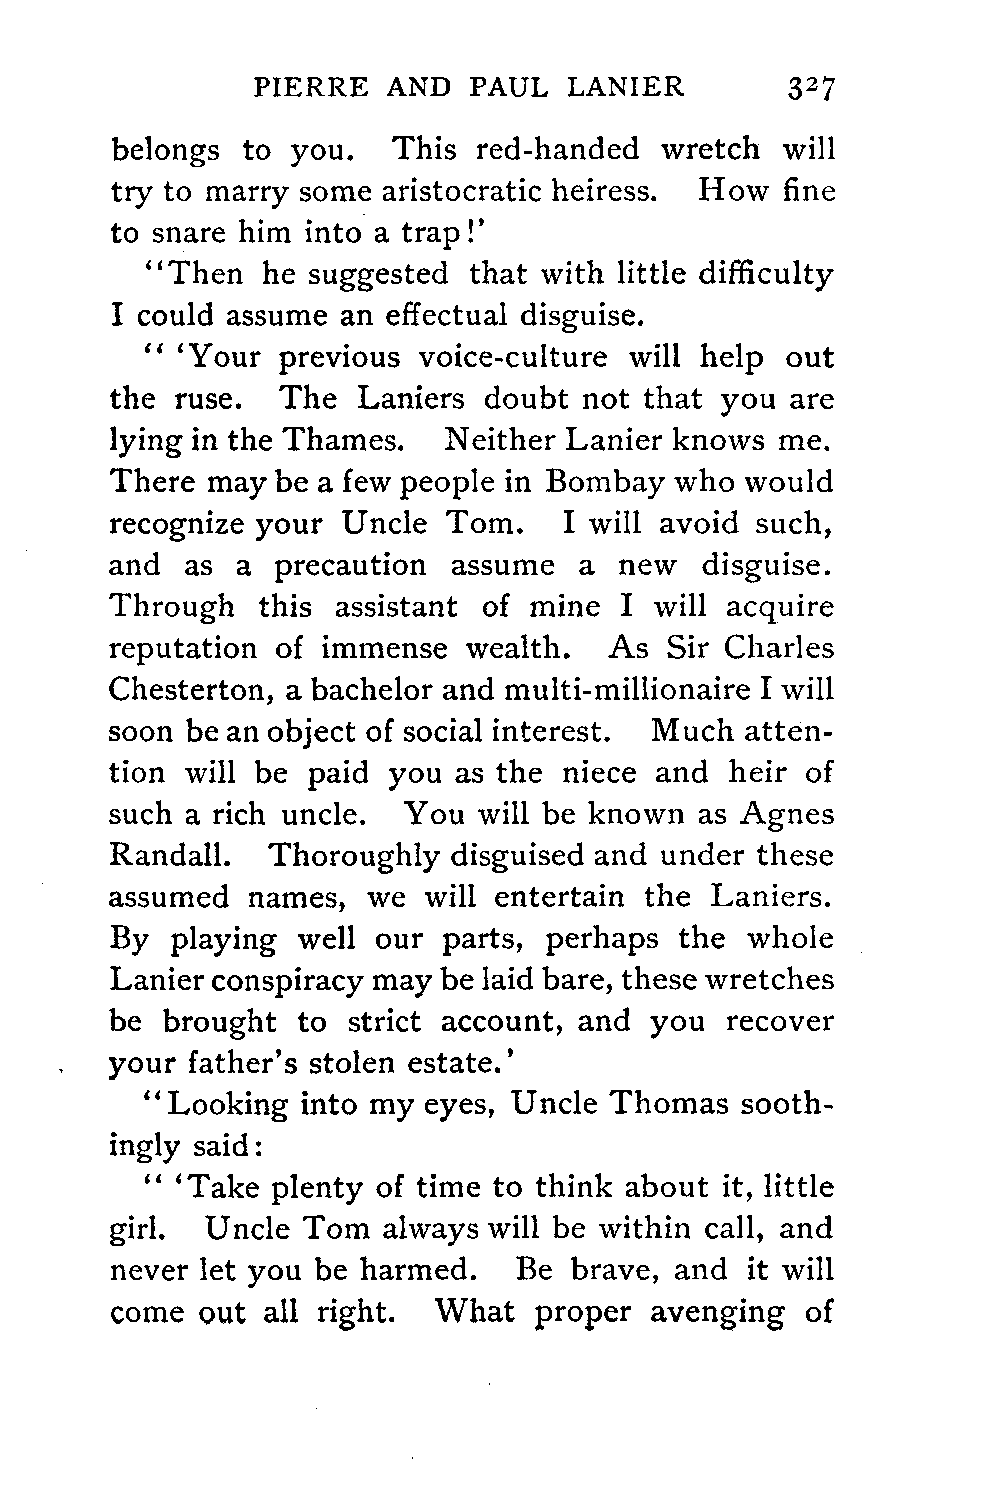 PIERRE AND PAUL LANIER 327
belongs to you. This red-handed wretch will
try to marry some aristocratic heiress. How fine
to snare him into a trap!'
"Then he suggested that with little difficulty
I could assume an effectual disguise.
" 'Your previous voice-culture will help out
the ruse. The Laniers doubt not that you are
lying in the Thames. Neither Lanier knows me.
There may be a few people in Bombay who would
recognize your Uncle Tom. I will avoid such,
and as a precaution assume a new disguise.
Through this assistant of mine I will acquire
reputation of immense wealth. As Sir Charles
Chesterton, a bachelor and multi-millionaire I will
soon be an object of social interest. Much atten-
tion will be paid you as the niece and heir of
such a rich uncle. You will be known as Agnes
Randall. Thoroughly disguised and under these
assumed names, we will entertain the Laniers.
By playing well our parts, perhaps the whole
Lanier conspiracy may be laid bare, these wretches
be brought to strict account, and you recover
your father's stolen estate.'
"Looking into my eyes, Uncle Thomas sooth-
ingly said:
" 'Take plenty of time to think about it, little
girl. Uncle Tom always will be within call, and
never let you be harmed. Be brave, and it will
come out all right. What proper avenging of